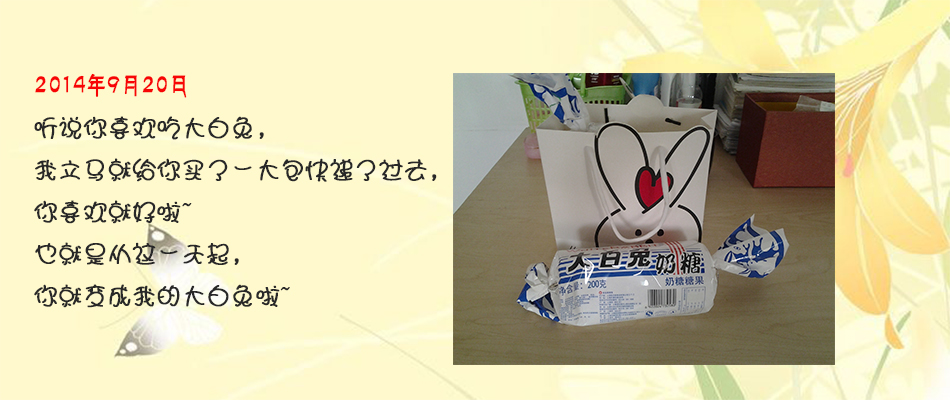 2014年9月20日
听说你喜欢吃大白兔，
我立马就给你买了一大包快递了过去，
你喜欢就好啦~
也就是从这一天起，
你就变成我的大白兔啦~
大白兔奶糖
奶糖糖果
净含量：200克